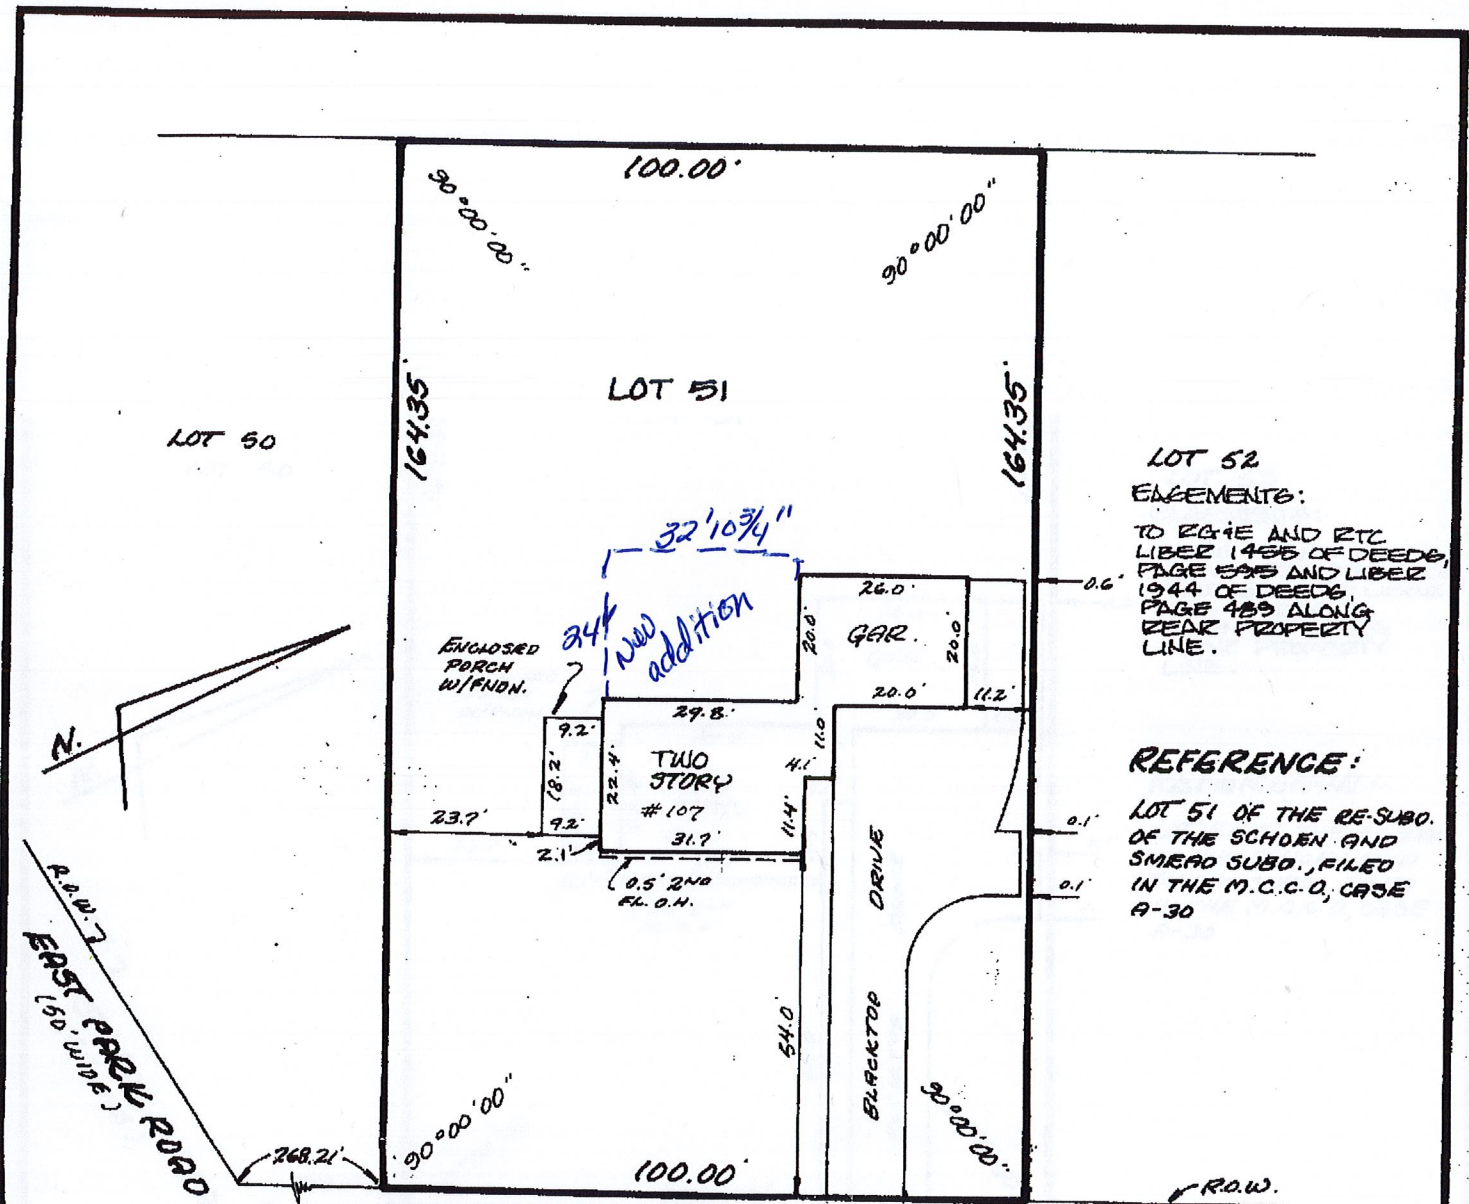 100.00'
90°00'00"
90°00'00"
LOT 51
164.35'
164.35'
LOT 50
LOT 52
EASEMENTS:
TO RG&E AND RTC
LIBER 1455 OF DEEDS,
PAGE 595 AND LIBER
1944 OF DEEDS,
PAGE 489 ALONG
REAR PROPERTY
LINE.
32'10 3/4"
24'
New
addition
26.0'
0.6'
GAR.
20.0'
20.0'
20.0'
11.2'
ENCLOSED
PORCH
W/FNDN.
29.8'
9.2'
18.2'
22.4'
TWO
STORY
#107
11.0'
4.1'
11.4'
N.
23.7'
9.2'
2.1'
31.7'
0.5' 2ND
FL. O.H.
REFERENCE:
LOT 51 OF THE RE-SUBD.
OF THE SCHOEN AND
SMEAD SUBD., FILED
IN THE M.C.C.O, CASE
A-30
0.1'
0.1'
BLACKTOP DRIVE
54.0'
R.O.W.
EAST PARK ROAD
(50' WIDE)
268.21'
90°00'00"
90°00'00"
100.00'
R.O.W.